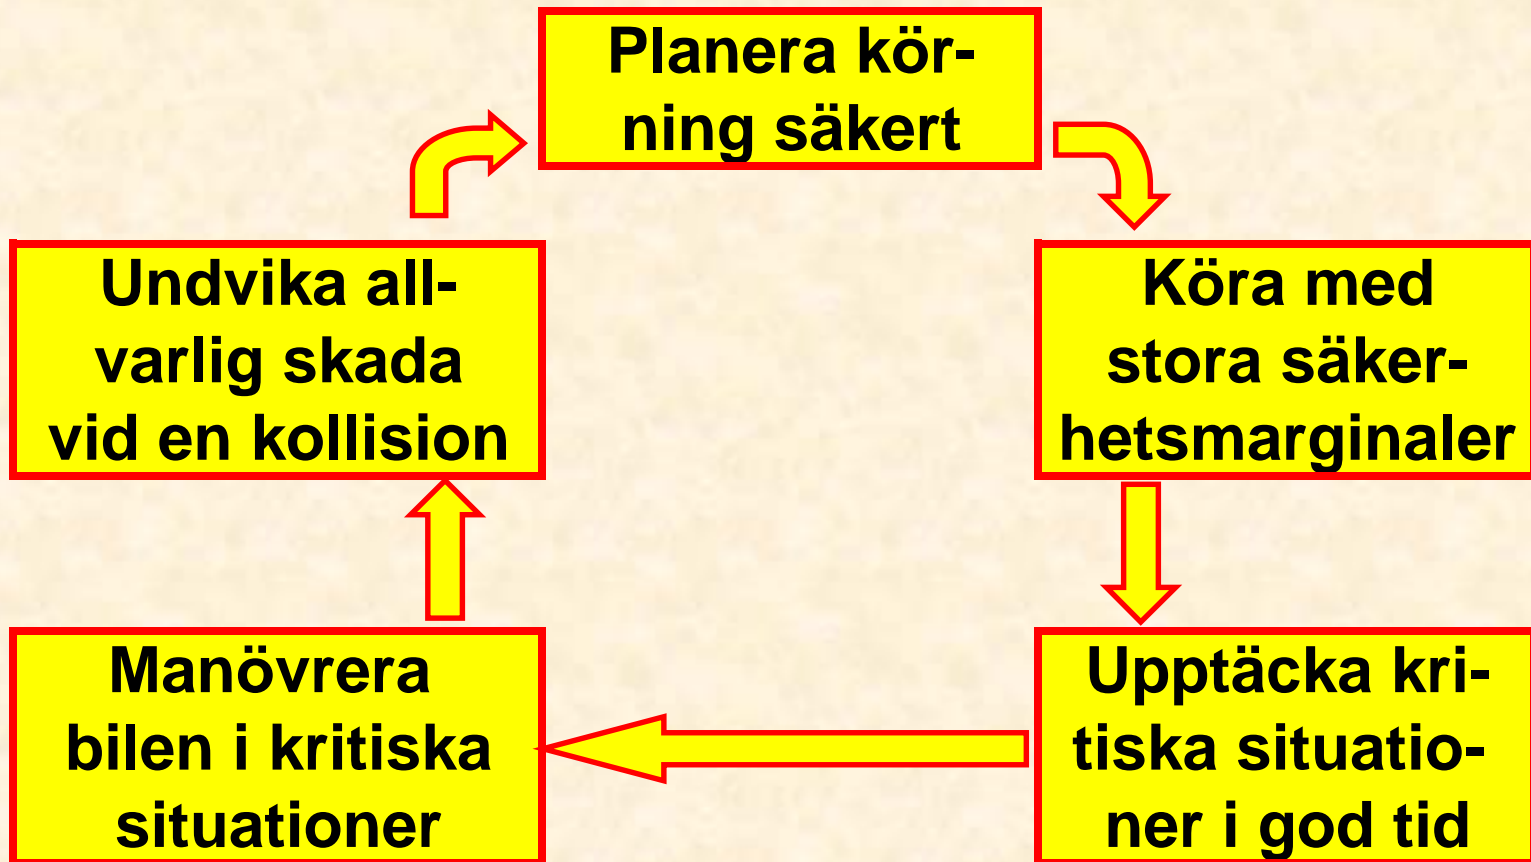 Planera kör-
ning säkert
Undvika all-
varlig skada
vid en kollision
Köra med
stora säker-
hetsmarginaler
Manövrera
bilen i kritiska
situationer
Upptäcka kri-
tiska situatio-
ner i god tid